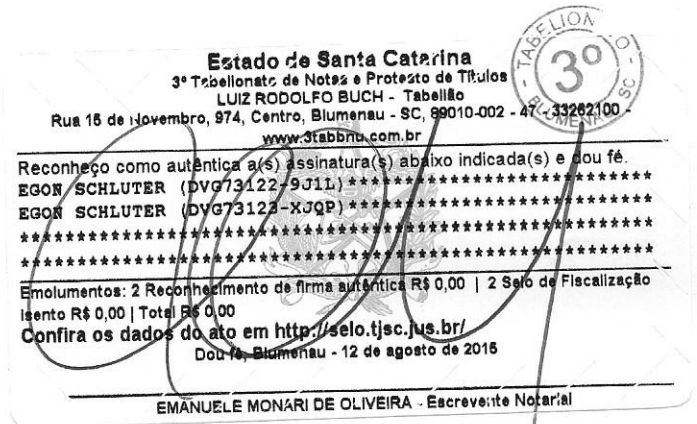 Estado de Santa Catarina
3º Tabelionato de Notas e Protesto de Títulos
LUIZ RODOLFO BUCH - Tabelião
Rua 15 de Novembro, 974, Centro, Blumenau - SC, 89010-002 - 47 - 33262100 -
www.3tabbnu.com.br
TABELIONATO
3º
- BLUMENAU - SC -
Reconheço como autêntica a(s) assinatura(s) abaixo indicada(s) e dou fé.
EGON SCHLUTER (DVG73122-9J1L)****************************
EGON SCHLUTER (DVG73123-XJQP)****************************
*********************************************************
*********************************************************
Emolumentos: 2 Reconhecimento de firma autêntica R$ 0,00 | 2 Selo de Fiscalização
Isento R$ 0,00 | Total R$ 0,00
Confira os dados do ato em http://selo.tjsc.jus.br/
Dou fé, Blumenau - 12 de agosto de 2015
EMANUELE MONARI DE OLIVEIRA - Escrevente Notarial